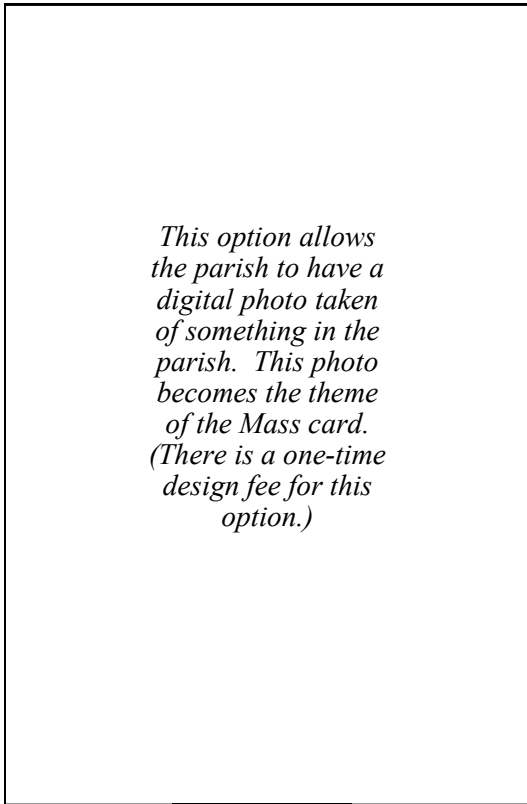 This option allows
the parish to have a
digital photo taken
of something in the
parish.  This photo
becomes the theme
of the Mass card.
(There is a one-time
design fee for this
option.)